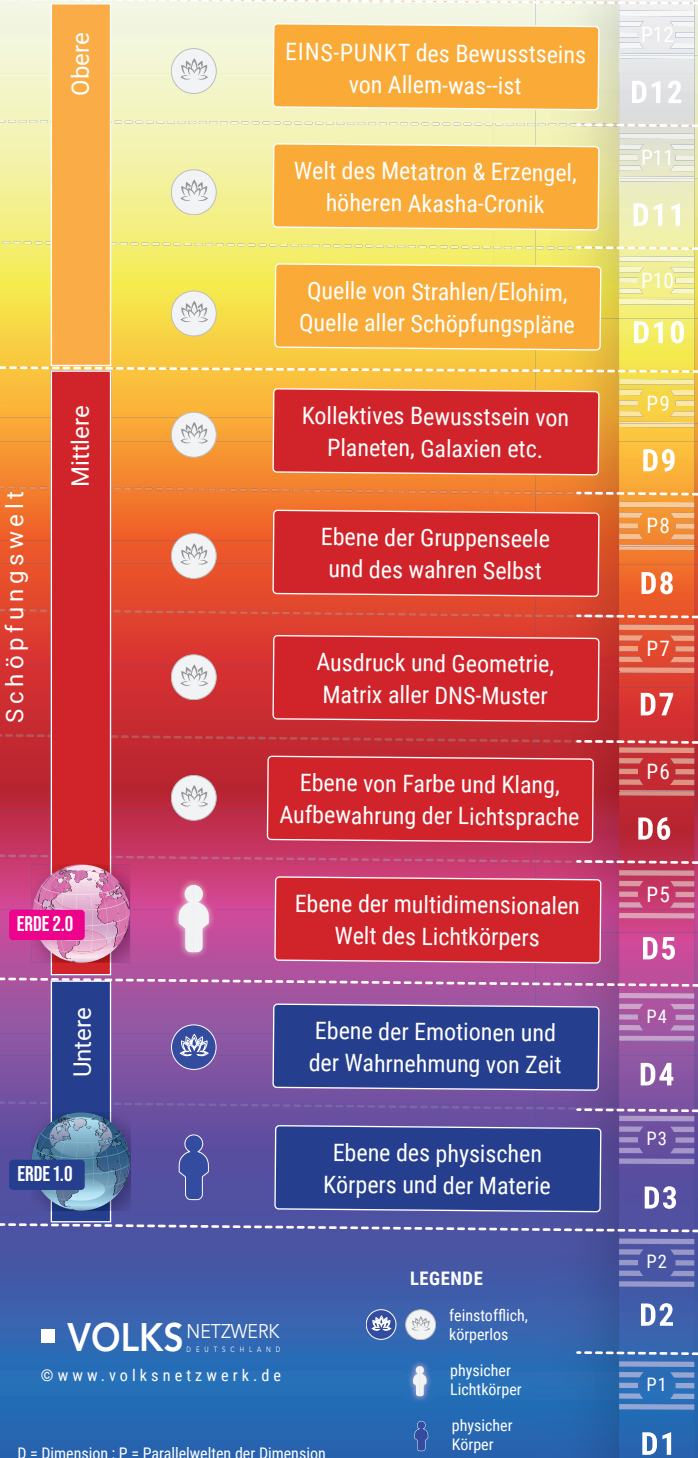 Schöpfungswelt
Obere
EINS-PUNKT des Bewusstseins
von Allem-was--ist
P12
D12
Welt des Metatron & Erzengel,
höheren Akasha-Cronik
P11
D11
Quelle von Strahlen/Elohim,
Quelle aller Schöpfungspläne
P10
D10
Mittlere
Kollektives Bewusstsein von
Planeten, Galaxien etc.
P9
D9
Ebene der Gruppenseele
und des wahren Selbst
P8
D8
Ausdruck und Geometrie,
Matrix aller DNS-Muster
P7
D7
Ebene von Farbe und Klang,
Aufbewahrung der Lichtsprache
P6
D6
ERDE 2.0
Ebene der multidimensionalen
Welt des Lichtkörpers
P5
D5
Untere
Ebene der Emotionen und
der Wahrnehmung von Zeit
P4
D4
ERDE 1.0
Ebene des physischen
Körpers und der Materie
P3
D3
P2
D2
LEGENDE
feinstofflich,
körperlos
physicher
Lichtkörper
physicher
Körper
VOLKS NETZWERK
DEUTSCHLAND
©www.volksnetzwerk.de
P1
D1
D = Dimension ; P = Parallelwelten der Dimension